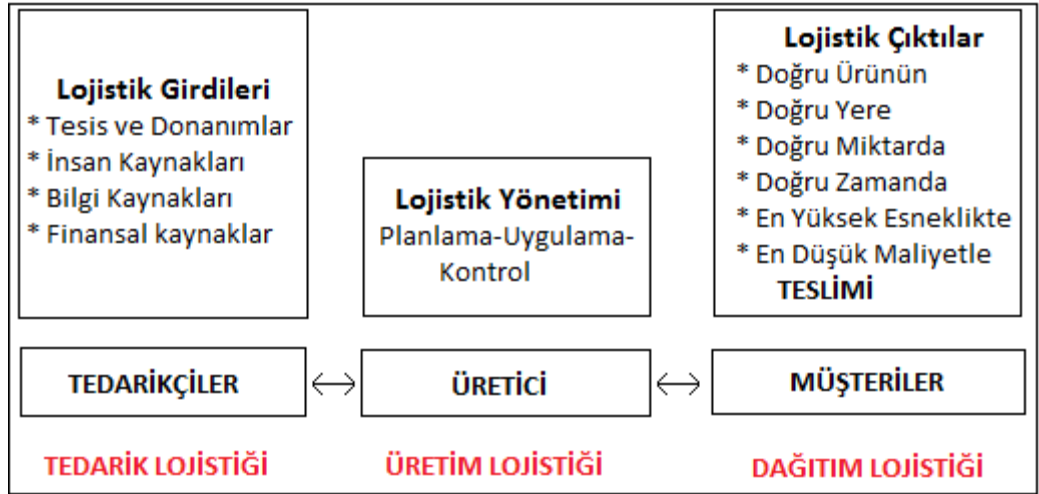 Lojistik Girdileri
* Tesis ve Donanımlar
* İnsan Kaynakları
* Bilgi Kaynakları
* Finansal kaynaklar
Lojistik Yönetimi
Planlama-Uygulama-
Kontrol
Lojistik Çıktılar
* Doğru Ürünün
* Doğru Yere
* Doğru Miktarda
* Doğru Zamanda
* En Yüksek Esneklikte
* En Düşük Maliyetle
TESLİMİ
TEDARİKÇİLER
ÜRETİCİ
MÜŞTERİLER
TEDARİK LOJİSTİĞİ
ÜRETİM LOJİSTİĞİ
DAĞITIM LOJİSTİĞİ